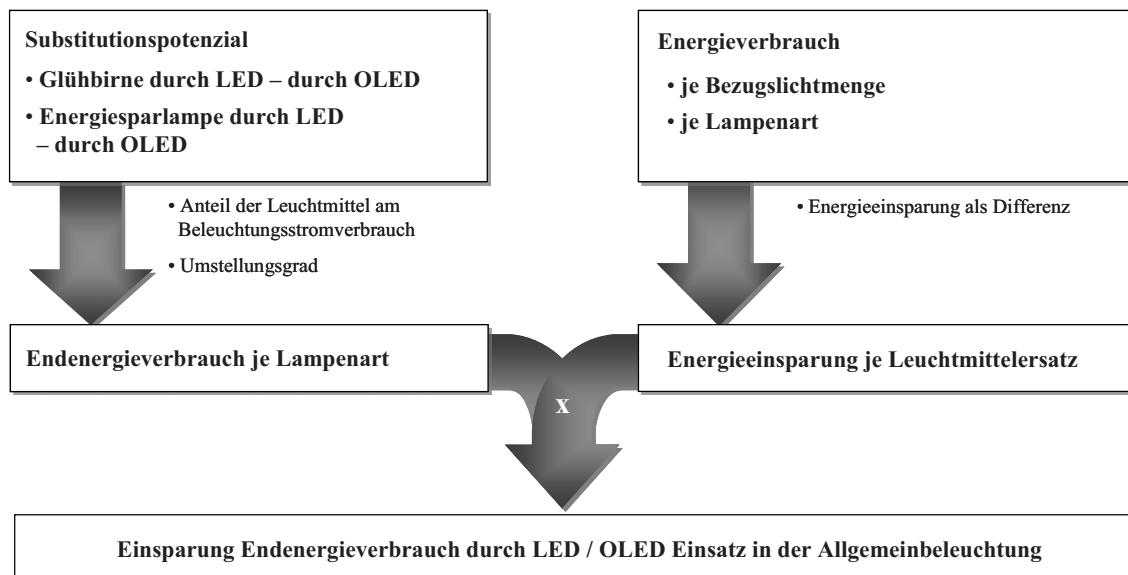 Substitutionspotenzial
• Glühbirne durch LED – durch OLED
• Energiesparlampe durch LED
– durch OLED
Energieverbrauch
• je Bezugslichtmenge
• je Lampenart
• Anteil der Leuchtmittel am
Beleuchtungsstromverbrauch
• Umstellungsgrad
• Energieeinsparung als Differenz
Endenergieverbrauch je Lampenart
Energieeinsparung je Leuchtmittelersatz
x
Einsparung Endenergieverbrauch durch LED / OLED Einsatz in der Allgemeinbeleuchtung